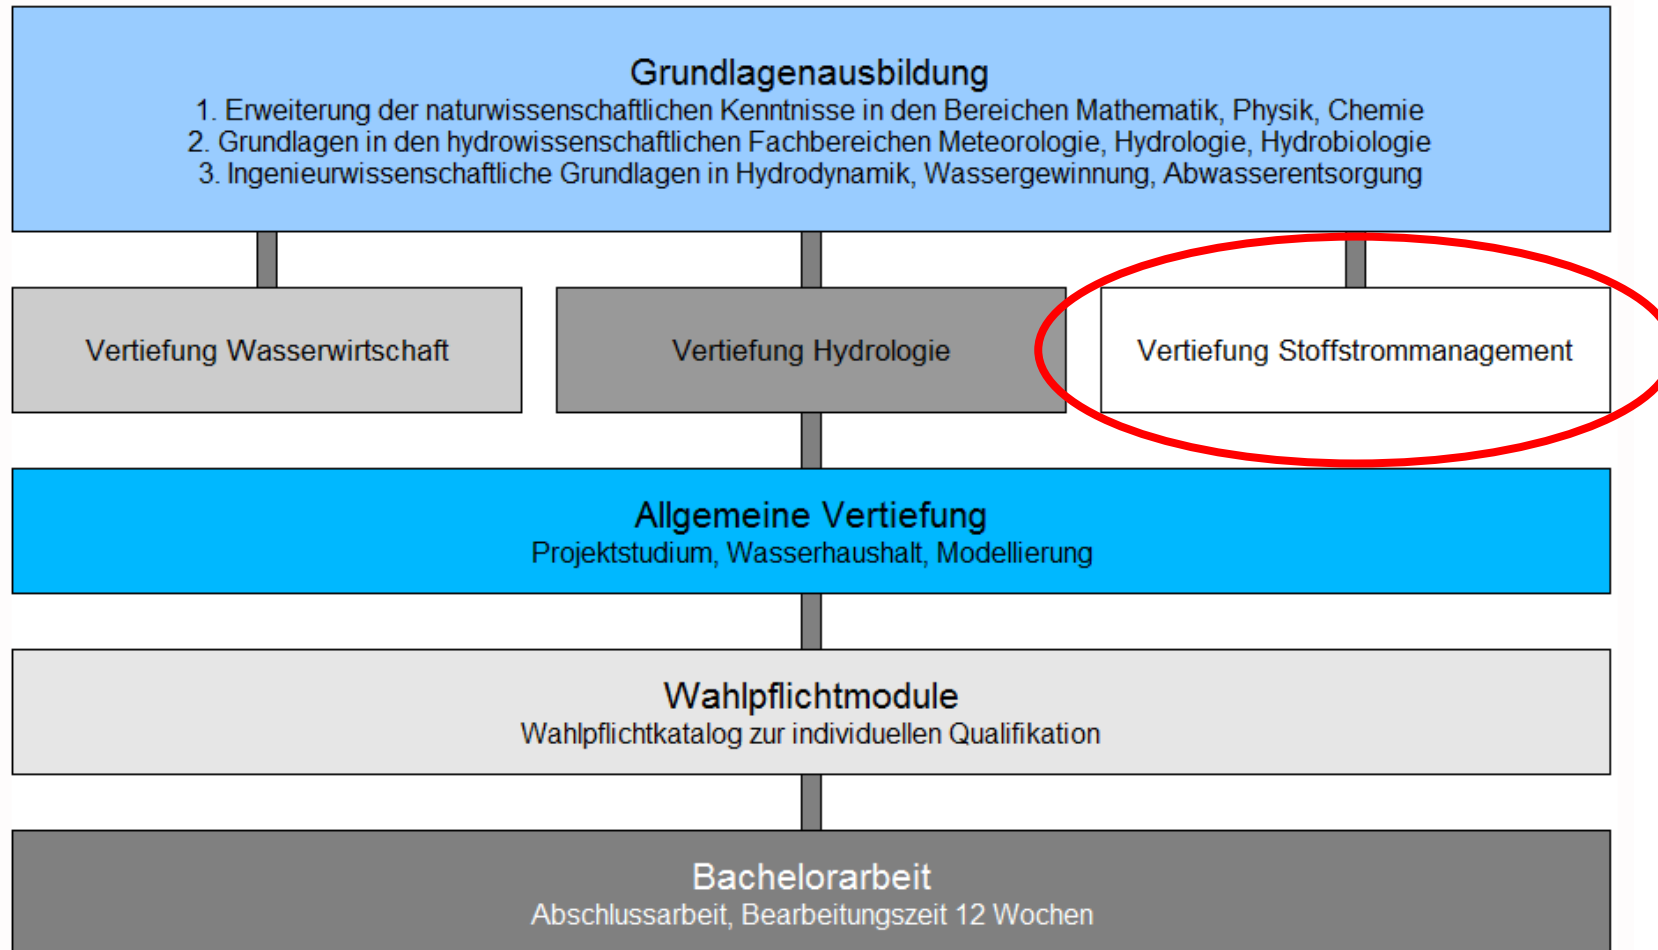 Grundlagenausbildung
1. Erweiterung der naturwissenschaftlichen Kenntnisse in den Bereichen Mathematik, Physik, Chemie
2. Grundlagen in den hydrowissenschaftlichen Fachbereichen Meteorologie, Hydrologie, Hydrobiologie
3. Ingenieurwissenschaftliche Grundlagen in Hydrodynamik, Wassergewinnung, Abwasserentsorgung
Vertiefung Wasserwirtschaft
Vertiefung Hydrologie
Vertiefung Stoffstrommanagement
Allgemeine Vertiefung
Projektstudium, Wasserhaushalt, Modellierung
Wahlpflichtmodule
Wahlpflichtkatalog zur individuellen Qualifikation
Bachelorarbeit
Abschlussarbeit, Bearbeitungszeit 12 Wochen